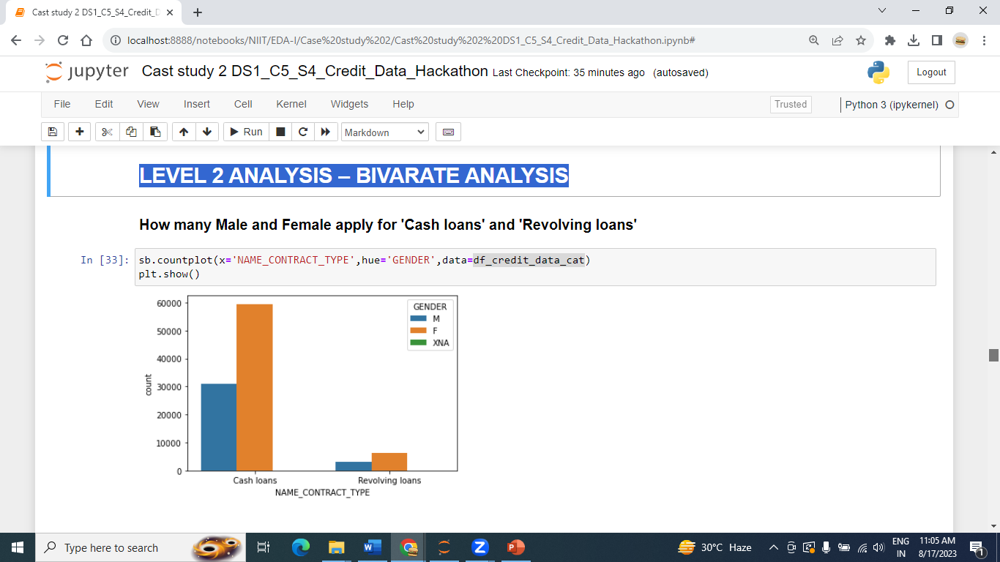 Cast study 2 DS1_C5_S4_Credit_D
localhost:8888/notebooks/NIIT/EDA-I/Case%20study%202/Cast%20study%202%20DS1_C5_S4_Credit_Data_Hackathon.ipynb#
jupyter Cast study 2 DS1_C5_S4_Credit_Data_Hackathon Last Checkpoint: 35 minutes ago (autosaved)
Logout
File Edit View Insert Cell Kernel Widgets Help
Trusted
Python 3 (ipykernel)
Run
Markdown
LEVEL 2 ANALYSIS – BIVARATE ANALYSIS
How many Male and Female apply for 'Cash loans' and 'Revolving loans'
In [33]: sb.countplot(x='NAME_CONTRACT_TYPE',hue='GENDER',data=df_credit_data_cat)
plt.show()
60000
50000
40000
30000
20000
10000
0
count
GENDER
M
F
XNA
Cash loans Revolving loans
NAME_CONTRACT_TYPE
Type here to search
30°C Haze
ENG
IN
11:05 AM
8/17/2023
1